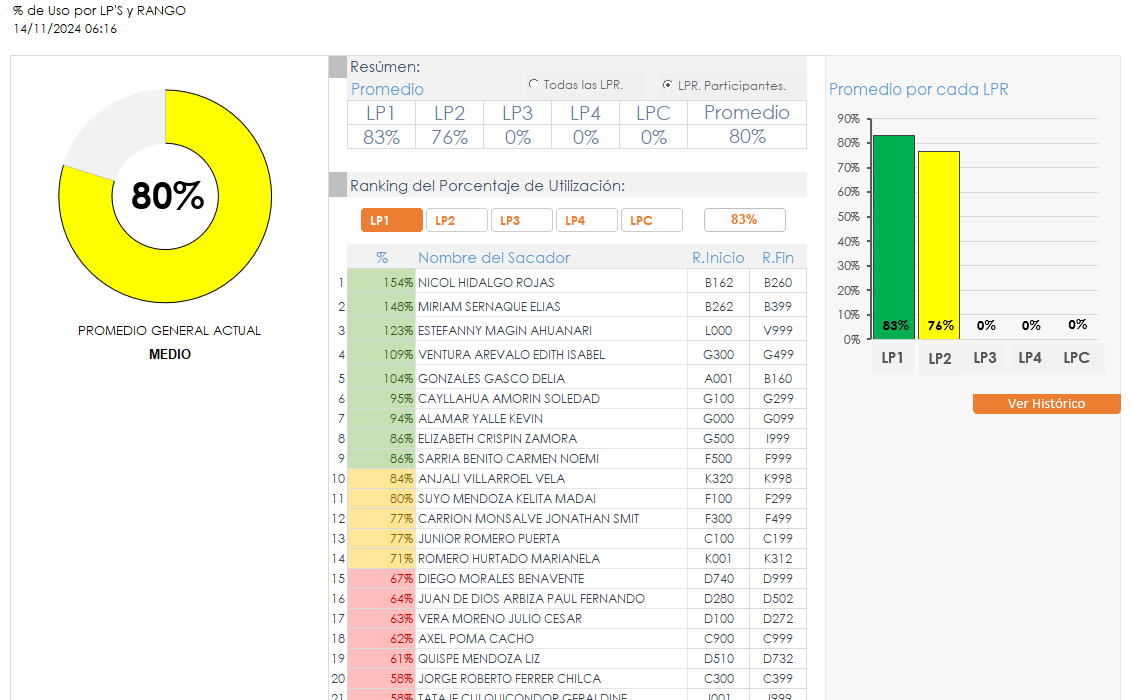 % de Uso por LP'S y RANGO
14/11/2024 06:16
80%
PROMEDIO GENERAL ACTUAL
MEDIO
Resúmen:
Promedio
Todas las LPR. LPR. Participantes.
LP1 LP2 LP3 LP4 LPC Promedio
83% 76% 0% 0% 0% 80%
Ranking del Porcentaje de Utilización:
LP1 LP2 LP3 LP4 LPC 83%
% Nombre del Sacador R.Inicio R.Fin
1 154% NICOL HIDALGO ROJAS B162 B260
2 148% MIRIAM SERNAQUE ELIAS B262 B399
3 123% ESTEFANNY MAGIN AHUANARI L000 V999
4 109% VENTURA AREVALO EDITH ISABEL G300 G499
5 104% GONZALES GASCO DELIA A001 B160
6 95% CAYLLAHUA AMORIN SOLEDAD G100 G299
7 94% ALAMAR YALLE KEVIN G000 G099
8 86% ELIZABETH CRISPIN ZAMORA G500 I999
9 86% SARRIA BENITO CARMEN NOEMI F500 F999
10 84% ANJALI VILLARROEL VELA K320 K998
11 80% SUYO MENDOZA KELITA MADAI F100 F299
12 77% CARRION MONSALVE JONATHAN SMIT F300 F499
13 77% JUNIOR ROMERO PUERTA C100 C199
14 71% ROMERO HURTADO MARIANELA K001 K312
15 67% DIEGO MORALES BENAVENTE D740 D999
16 64% JUAN DE DIOS ARBIZA PAUL FERNANDO D280 D502
17 63% VERA MORENO JULIO CESAR D100 D272
18 62% AXEL POMA CACHO C900 C999
19 61% QUISPE MENDOZA LIZ D510 D732
20 58% JORGE ROBERTO FERRER CHILCA C300 C399
21 58% TATAJE CULQUICONDOR GERALDINE J001 J999
Promedio por cada LPR
90%
80%
70%
60%
50%
40%
30%
20%
10%
0%
83% 76% 0% 0% 0%
LP1 LP2 LP3 LP4 LPC
Ver Histórico